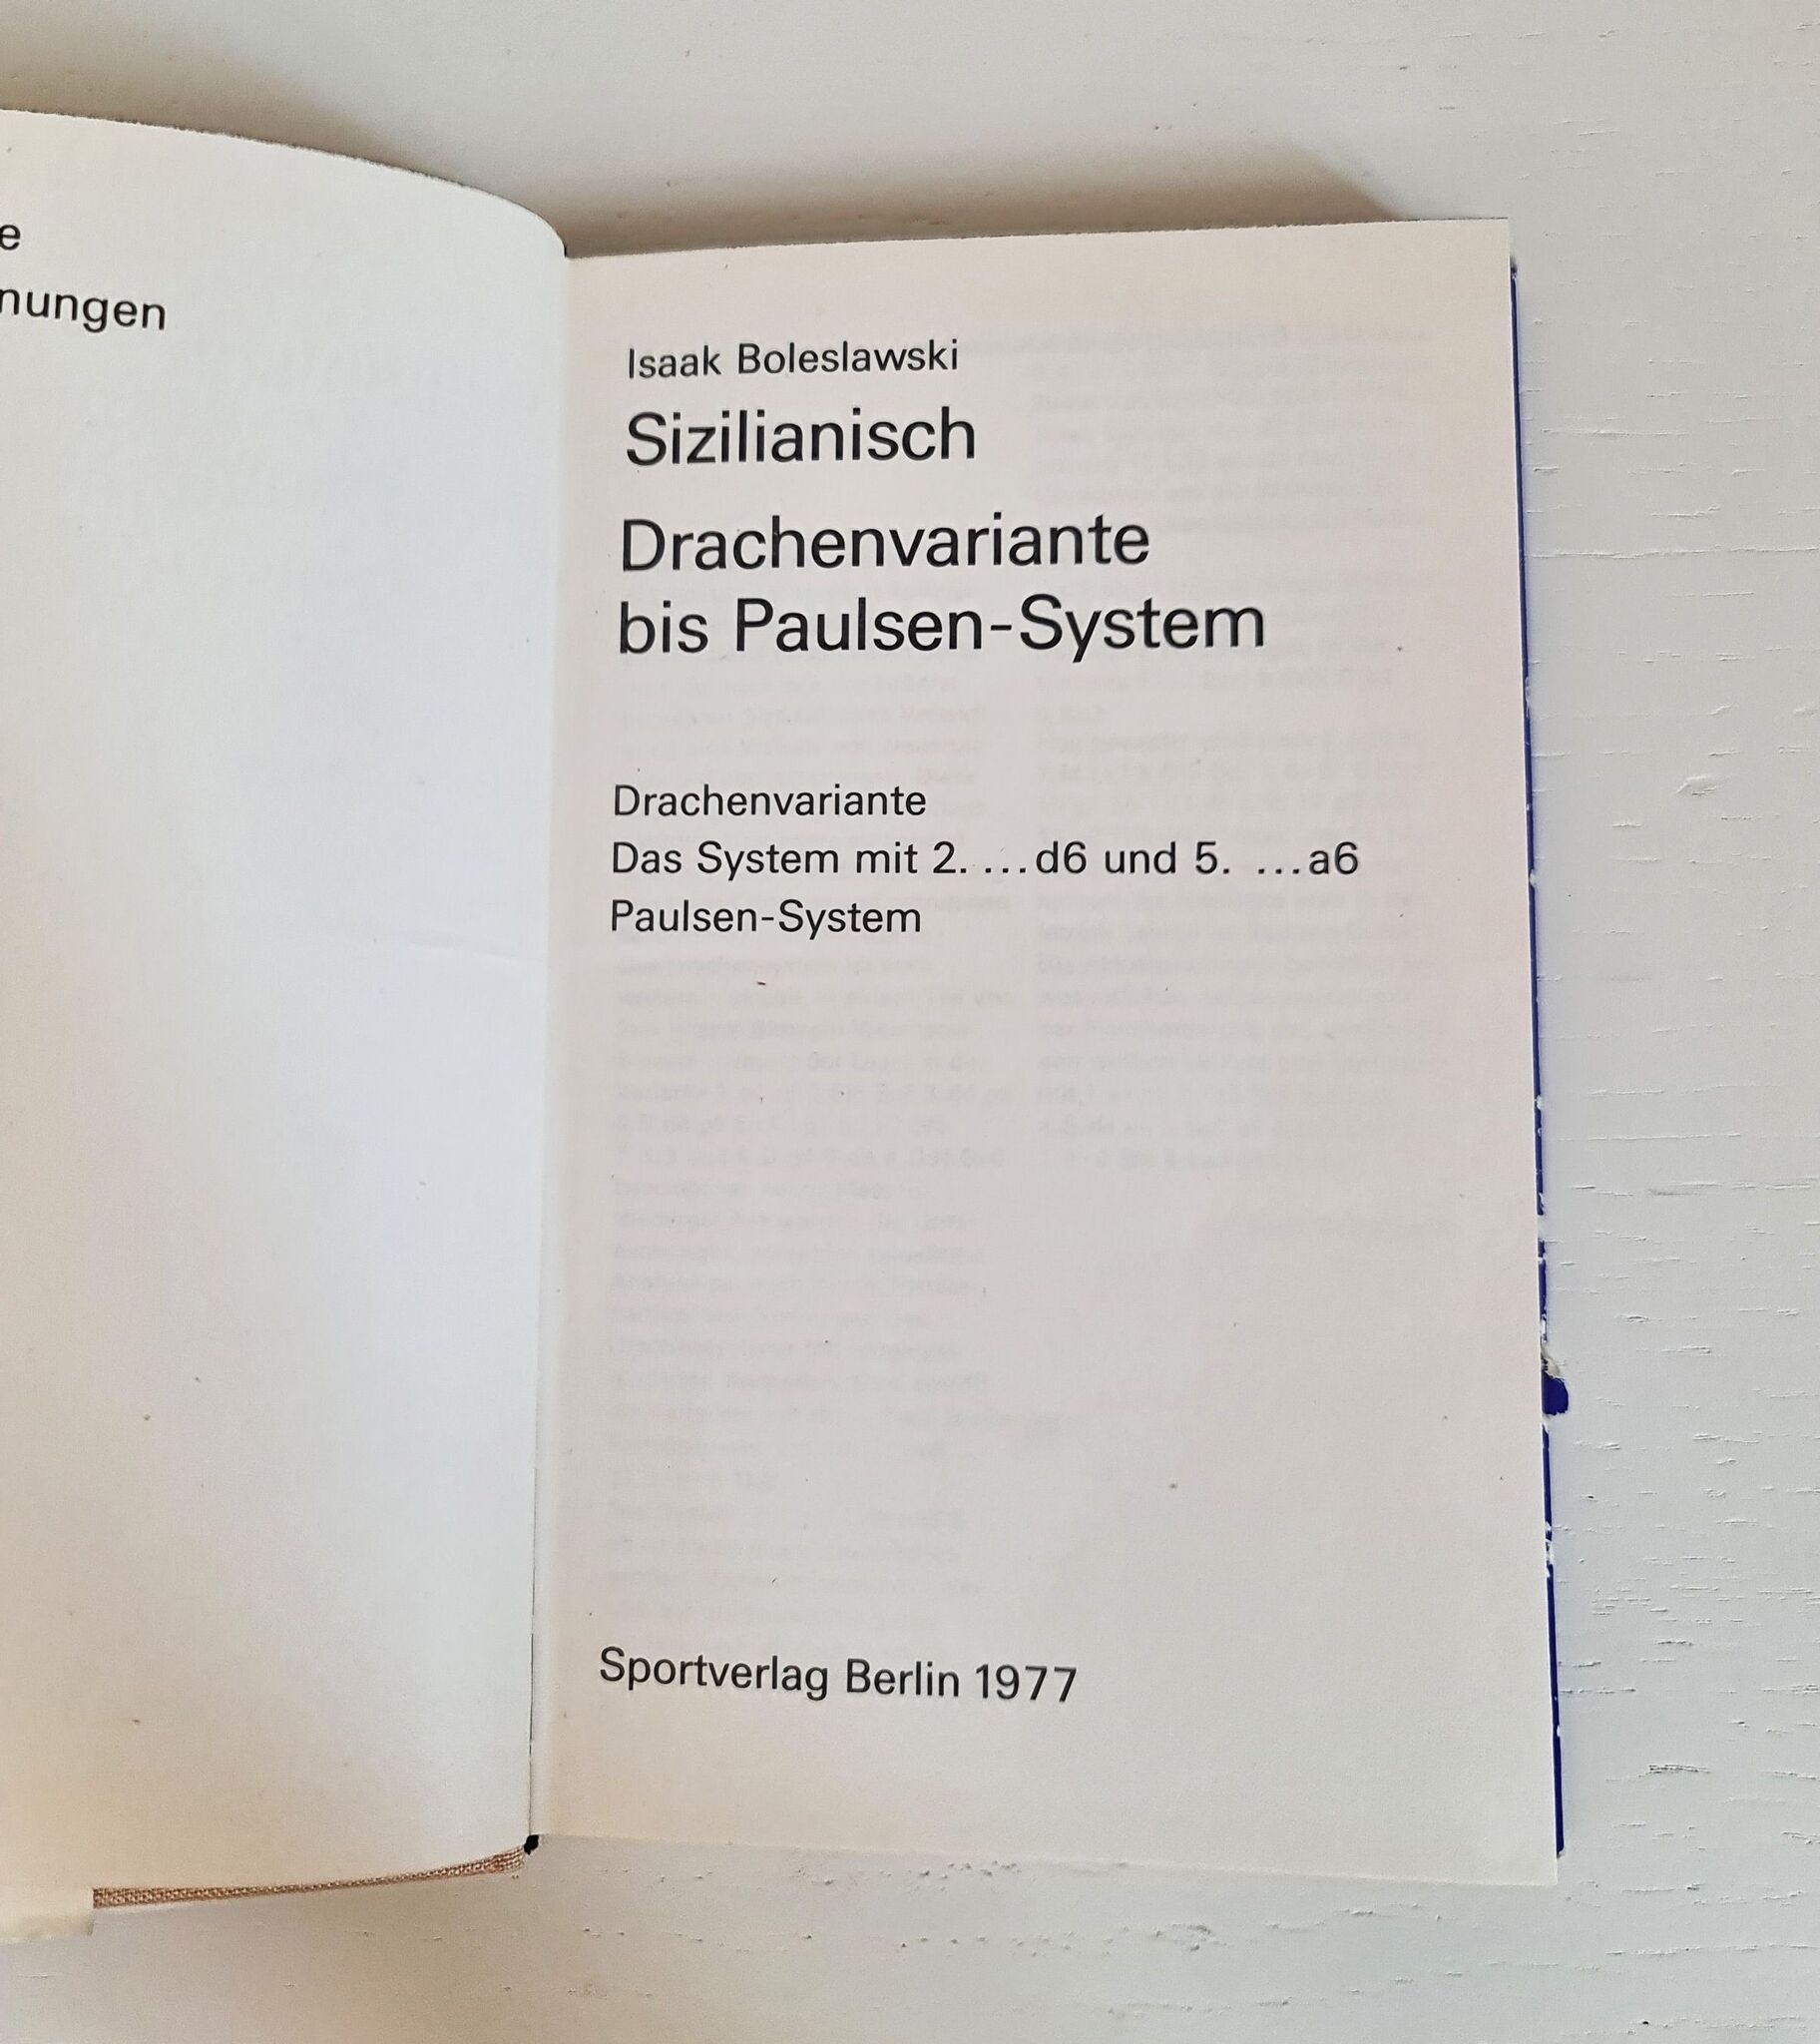 e
nungen
Isaak Boleslawski
Sizilianisch
Drachenvariante
bis Paulsen-System
Drachenvariante
Das System mit 2. ...d6 und 5. ...a6
Paulsen-System
Sportverlag Berlin 1977